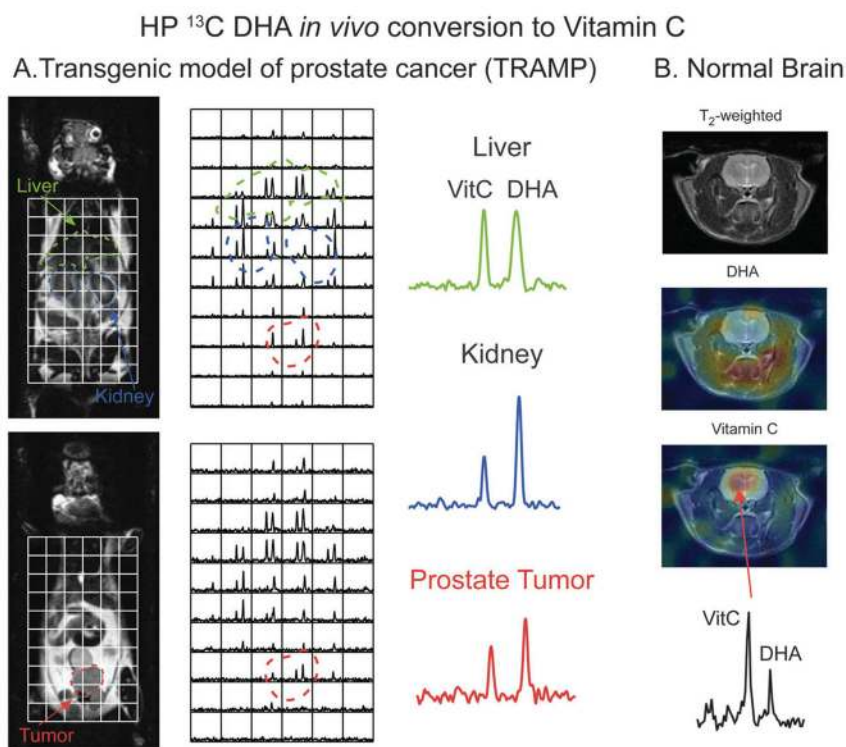 HP ¹³C DHA in vivo conversion to Vitamin C
A.Transgenic model of prostate cancer (TRAMP)
B. Normal Brain
Liver
Kidney
Tumor
Liver
VitC DHA
Kidney
Prostate Tumor
T₂-weighted
DHA
Vitamin C
VitC
DHA